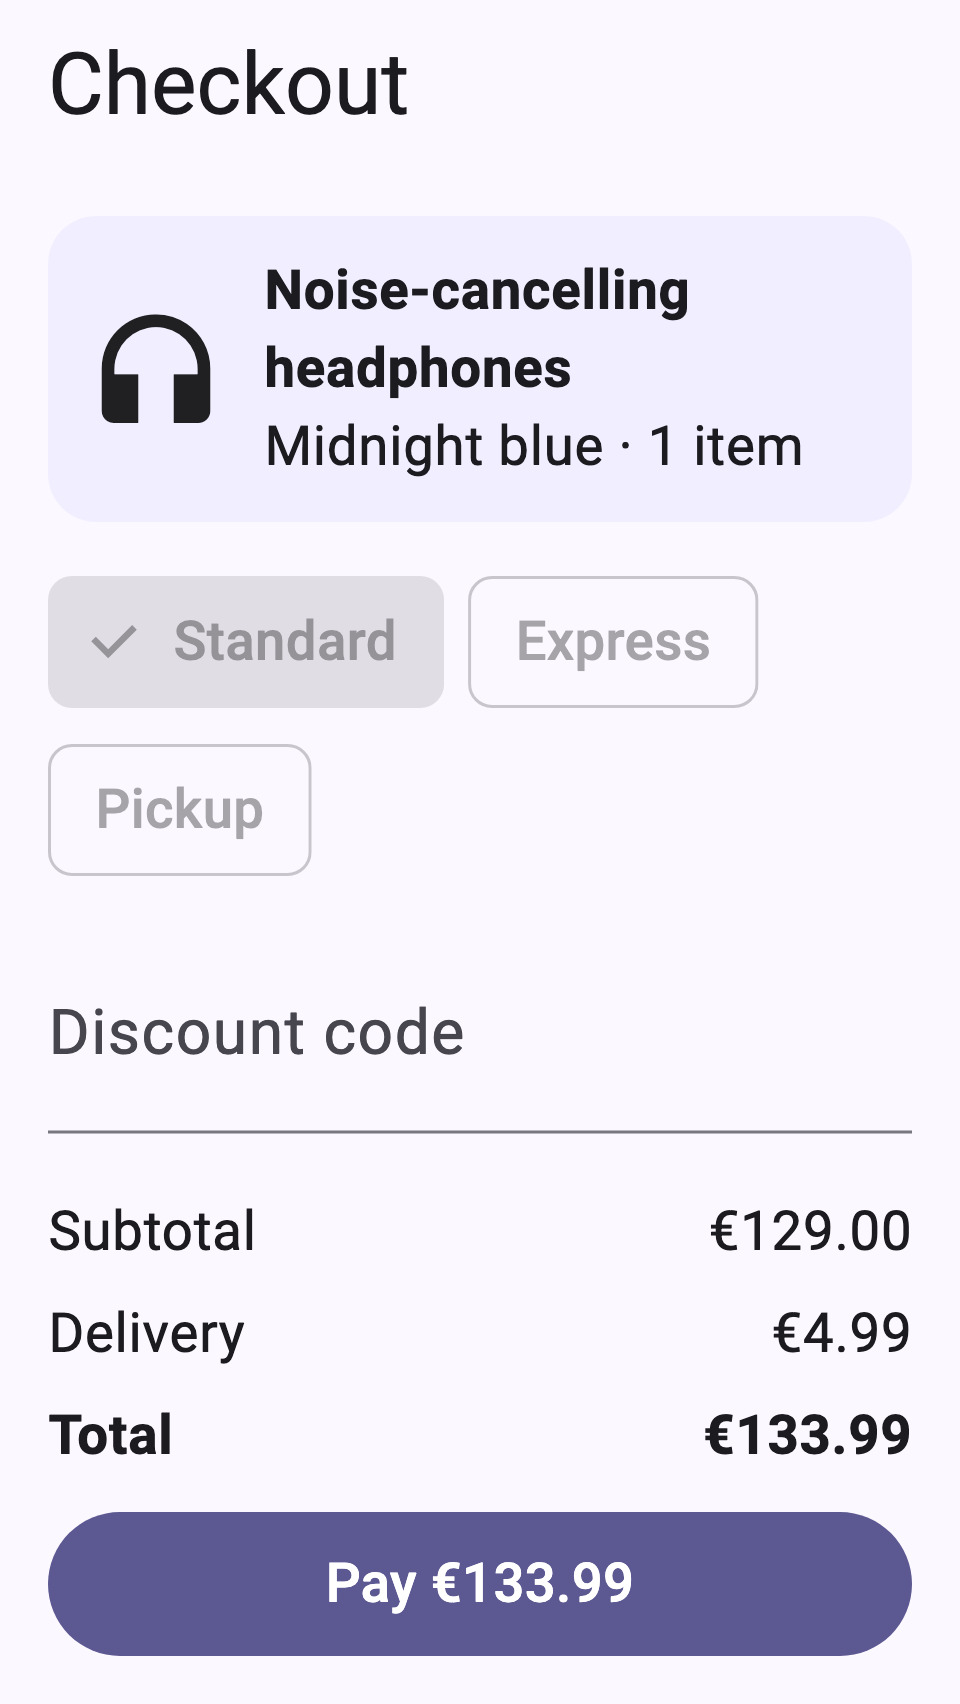 Checkout
Noise-cancelling
headphones
Midnight blue · 1 item
Standard
Express
Pickup
Discount code
Subtotal €129.00
Delivery €4.99
Total €133.99
Pay €133.99